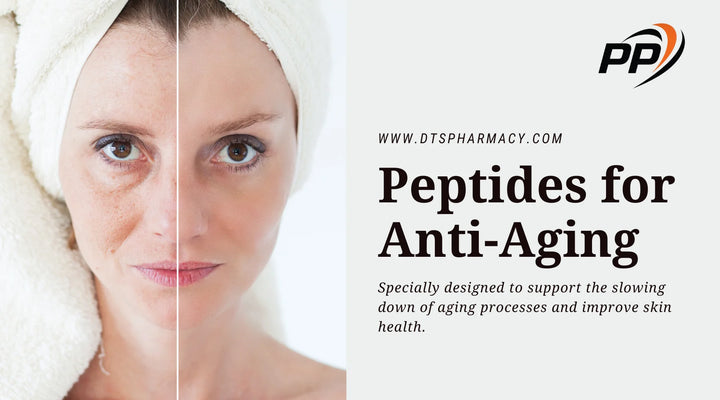 PP
WWW.DTSPHARMACY.COM
Peptides for
Anti-Aging
Specially designed to support the slowing
down of aging processes and improve skin
health.